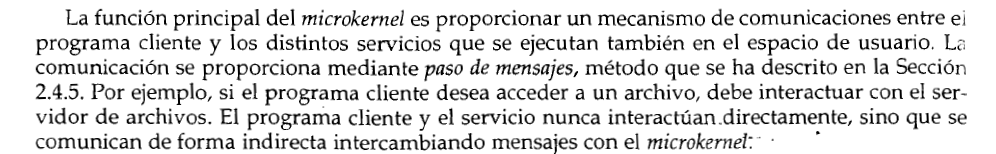 La función principal del microkernel es proporcionar un mecanismo de comunicaciones entre el
programa cliente y los distintos servicios que se ejecutan también en el espacio de usuario. La
comunicación se proporciona mediante paso de mensajes, método que se ha descrito en la Sección
2.4.5. Por ejemplo, si el programa cliente desea acceder a un archivo, debe interactuar con el ser-
vidor de archivos. El programa cliente y el servicio nunca interactúan directamente, sino que se
comunican de forma indirecta intercambiando mensajes con el microkernel.